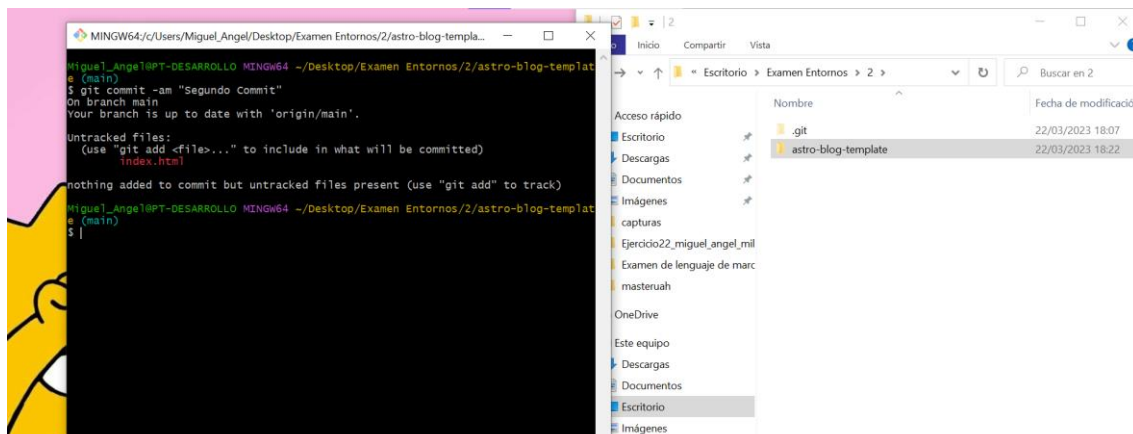 MINGW64:/c/Users/Miguel_Angel/Desktop/Examen Entornos/2/astro-blog-templa...
Miguel_Angel@PT-DESARROLLO MINGW64 ~/Desktop/Examen Entornos/2/astro-blog-templat
e (main)
$ git commit -am "Segundo Commit"
On branch main
Your branch is up to date with 'origin/main'.
Untracked files:
(use "git add <file>..." to include in what will be committed)
index.html
nothing added to commit but untracked files present (use "git add" to track)
Miguel_Angel@PT-DESARROLLO MINGW64 ~/Desktop/Examen Entornos/2/astro-blog-templat
e (main)
$
2
Inicio Compartir Vista
« Escritorio > Examen Entornos > 2 >
Buscar en 2
Acceso rápido
Escritorio
Descargas
Documentos
Imágenes
capturas
Ejercicio22_miguel_angel_mil
Examen de lenguaje de marc
masteruah
OneDrive
Este equipo
Descargas
Documentos
Escritorio
Imágenes
Nombre Fecha de modificació
.git 22/03/2023 18:07
astro-blog-template 22/03/2023 18:22